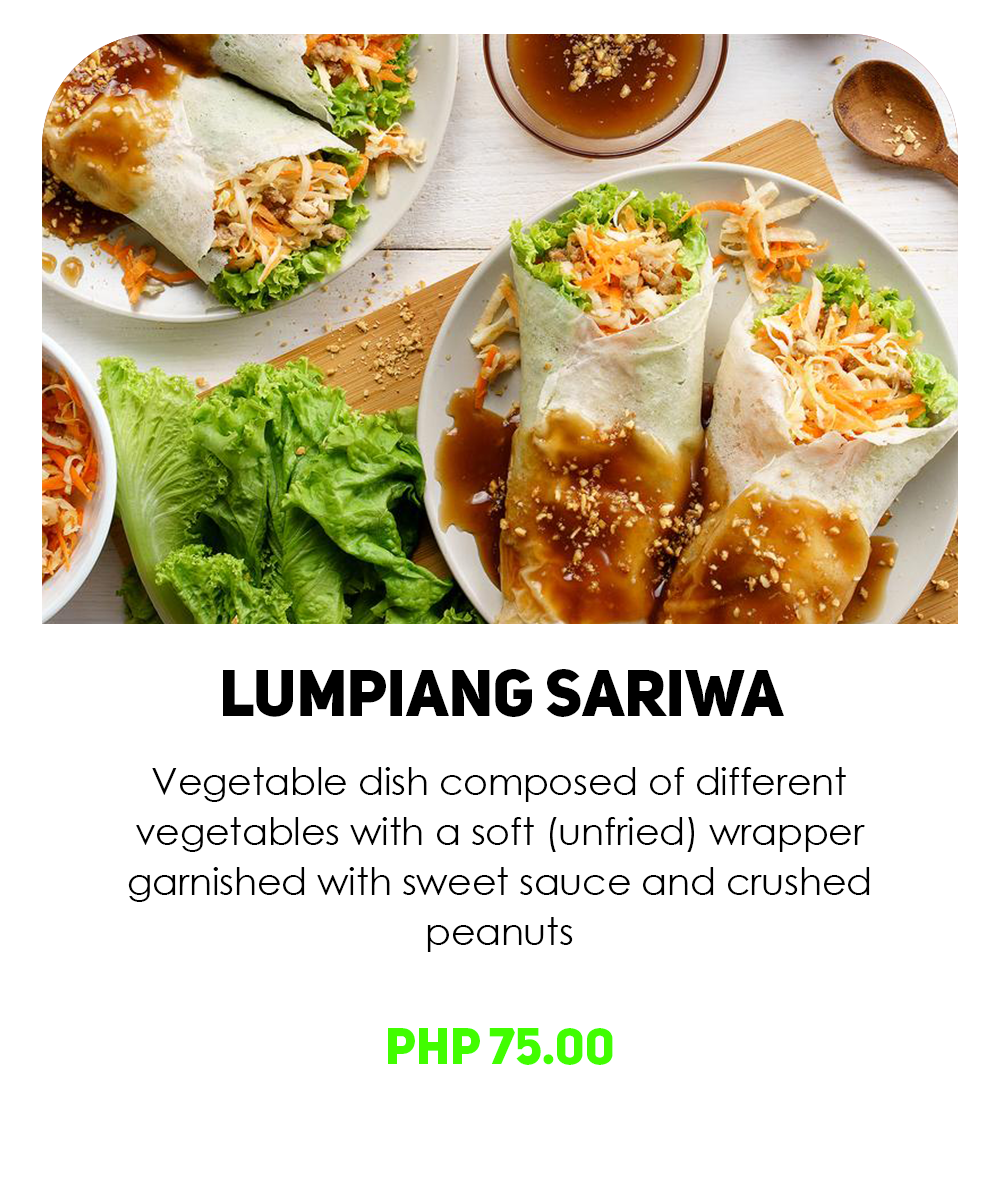 LUMPIANG SARIWA
Vegetable dish composed of different
vegetables with a soft (unfried) wrapper
garnished with sweet sauce and crushed
peanuts
PHP 75.00